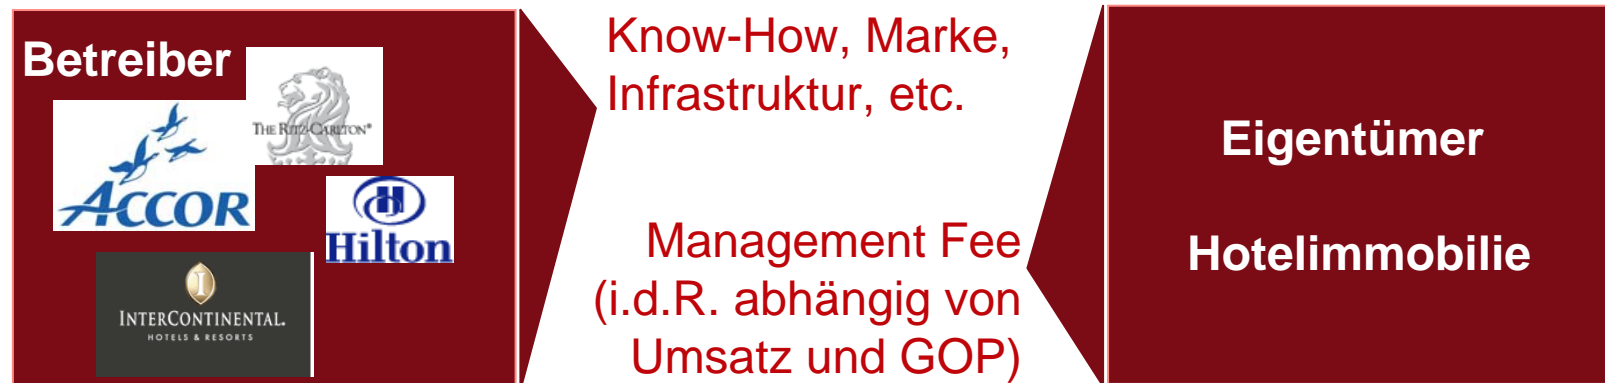 Betreiber
THE RITZ-CARLTON®
ACCOR
Hilton
INTERCONTINENTAL.
HOTELS & RESORTS
Know-How, Marke,
Infrastruktur, etc.
Management Fee
(i.d.R. abhängig von
Umsatz und GOP)
Eigentümer
Hotelimmobilie